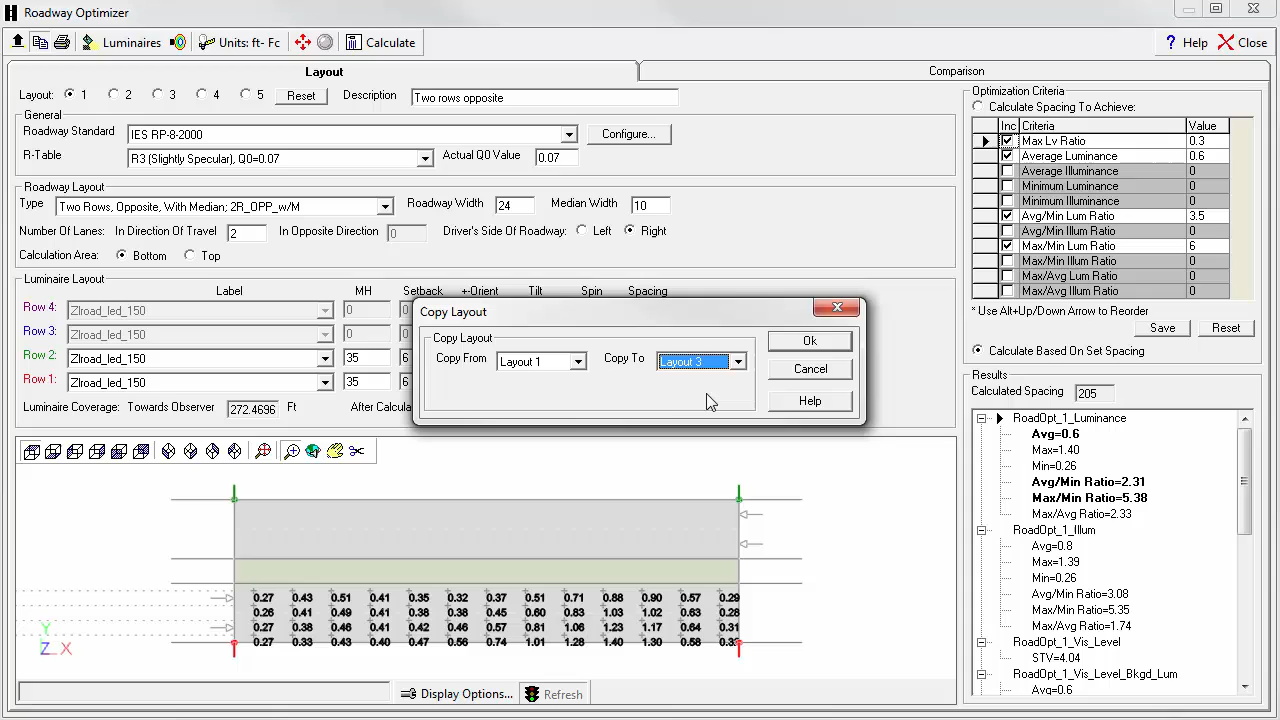 Roadway Optimizer
Luminaires Units: ft- Fc Calculate ? Help Close
Layout Comparison
Layout: 1 2 3 4 5 Reset Description Two rows opposite
General
Roadway Standard IES RP-8-2000 Configure...
R-Table R3 (Slightly Specular), Q0=0.07 Actual Q0 Value 0.07
Roadway Layout
Type Two Rows, Opposite, With Median; 2R_OPP_w/M Roadway Width 24 Median Width 10
Number Of Lanes: In Direction Of Travel 2 In Opposite Direction 0 Driver's Side Of Roadway: Left Right
Calculation Area: Bottom Top
Luminaire Layout
Label MH Setback +-Orient Tilt Spin Spacing
Row 4: Zlroad_led_150 0 0
Row 3: Zlroad_led_150 0 0
Row 2: Zlroad_led_150 35 6
Row 1: Zlroad_led_150 35 6
Luminaire Coverage: Towards Observer 272.4696 Ft After Calcula
Copy Layout
Copy Layout
Copy From Layout 1 Copy To Layout 3
Ok
Cancel
Help
0.27 0.43 0.51 0.41 0.35 0.32 0.37 0.51 0.71 0.88 0.90 0.57 0.29
0.26 0.41 0.49 0.41 0.38 0.38 0.45 0.60 0.83 1.03 1.02 0.63 0.28
0.27 0.38 0.46 0.41 0.42 0.46 0.57 0.81 1.06 1.23 1.17 0.64 0.31
0.27 0.33 0.43 0.40 0.47 0.56 0.74 1.01 1.28 1.40 1.30 0.58
Y
Z X
Display Options... Refresh
Optimization Criteria
Calculate Spacing To Achieve:
Inc Criteria Value
Max Lv Ratio 0.3
Average Luminance 0.6
Average Illuminance 0
Minimum Luminance 0
Minimum Illuminance 0
Avg/Min Lum Ratio 3.5
Avg/Min Illum Ratio 0
Max/Min Lum Ratio 6
Max/Min Illum Ratio 0
Max/Avg Lum Ratio 0
Max/Avg Illum Ratio 0
* Use Alt+Up/Down Arrow to Reorder
Save Reset
Calculate Based On Set Spacing
Results
Calculated Spacing 205
RoadOpt_1_Luminance
Avg=0.6
Max=1.40
Min=0.26
Avg/Min Ratio=2.31
Max/Min Ratio=5.38
Max/Avg Ratio=2.33
RoadOpt_1_Illum
Avg=0.8
Max=1.39
Min=0.26
Avg/Min Ratio=3.08
Max/Min Ratio=5.35
Max/Avg Ratio=1.74
RoadOpt_1_Vis_Level
STV=4.04
RoadOpt_1_Vis_Level_Bkgd_Lum
Avg=0.6